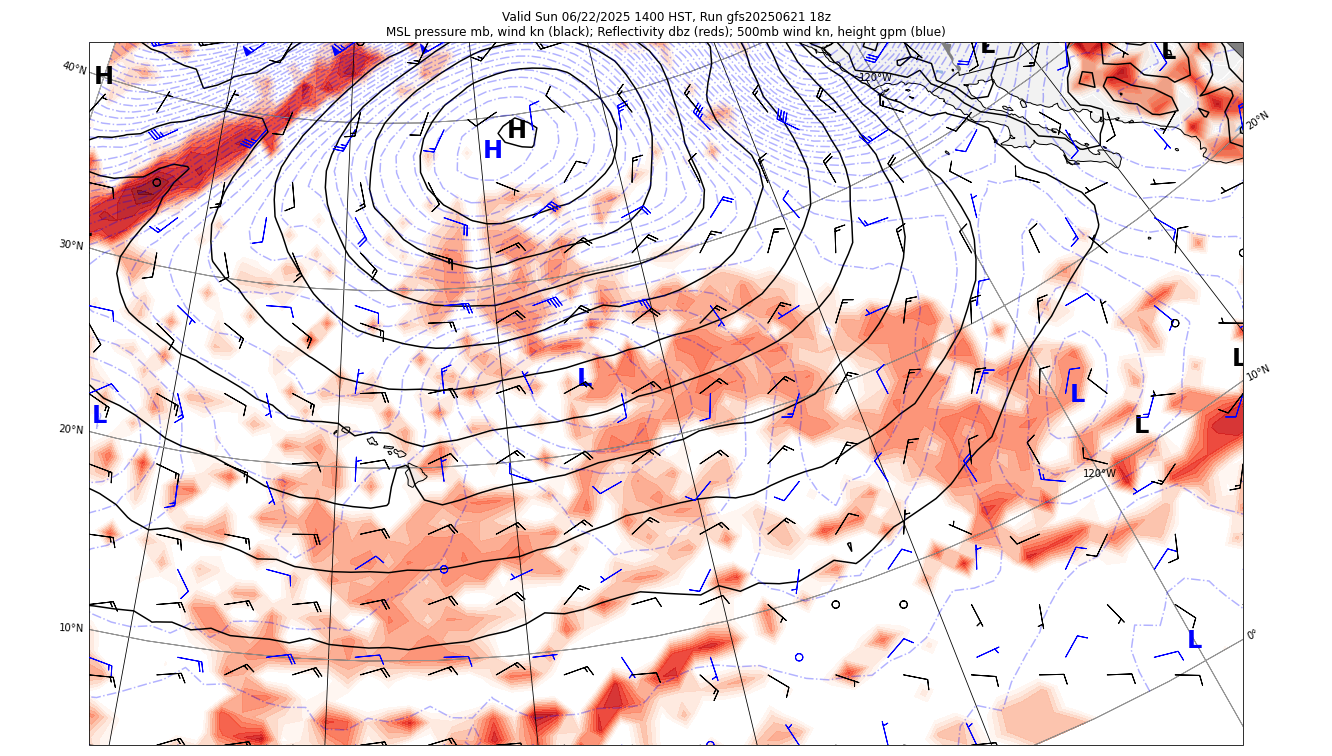 Valid Sun 06/22/2025 1400 HST, Run gfs20250621 18z
MSL pressure mb, wind kn (black); Reflectivity dbz (reds); 500mb wind kn, height gpm (blue)
40°N
H
L
L
120°W
20°N
H
H
30°N
L
10°N
L
L
L
L
20°N
120°W
10°N
0°
L